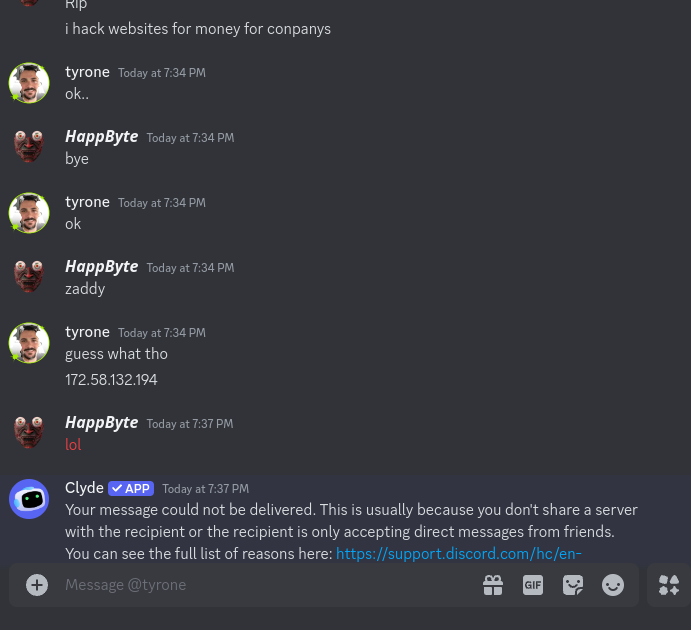 Rip
i hack websites for money for conpanys
tyrone Today at 7:34 PM
ok..
HappByte Today at 7:34 PM
bye
tyrone Today at 7:34 PM
ok
HappByte Today at 7:34 PM
zaddy
tyrone Today at 7:34 PM
guess what tho
172.58.132.194
HappByte Today at 7:37 PM
lol
Clyde APP Today at 7:37 PM
Your message could not be delivered. This is usually because you don't share a server
with the recipient or the recipient is only accepting direct messages from friends.
You can see the full list of reasons here: https://support.discord.com/hc/en-
Message @tyrone
GIF